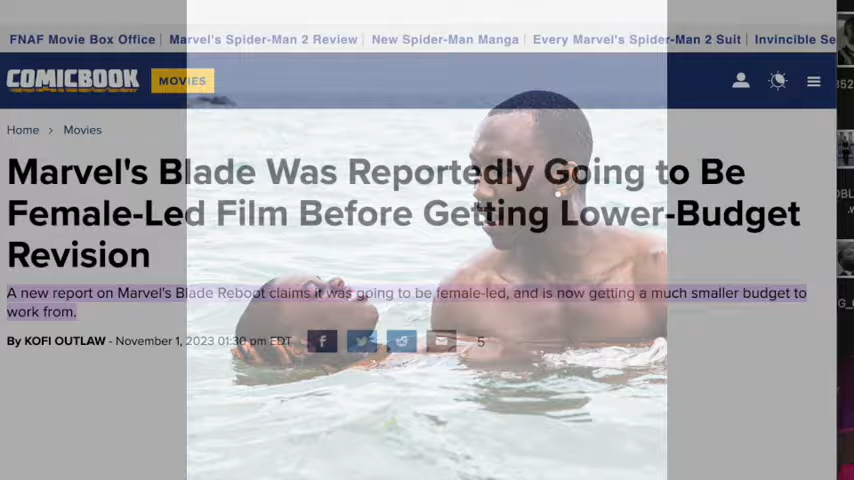 FNAF Movie Box Office | Marvel's Spider-Man 2 Review | New Spider-Man Manga | Every Marvel's Spider-Man 2 Suit | Invincible Se
COMICBOOK MOVIES
Home > Movies
Marvel's Blade Was Reportedly Going to Be
Female-Led Film Before Getting Lower-Budget
Revision
A new report on Marvel's Blade Reboot claims it was going to be female-led, and is now getting a much smaller budget to
work from.
By KOFI OUTLAW - November 1, 2023 01:30 pm EDT
5